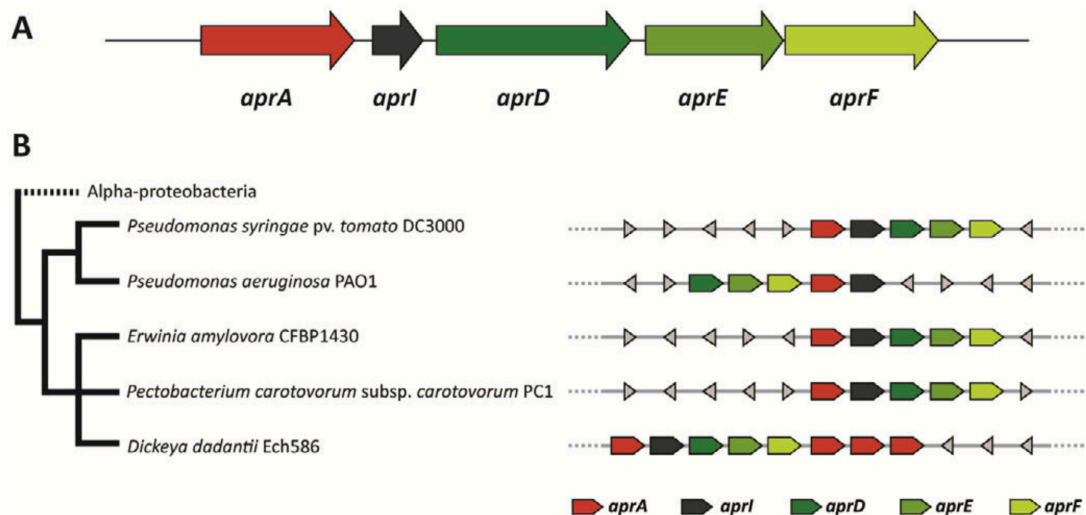 A
aprA aprI aprD aprE aprF
B
Alpha-proteobacteria
Pseudomonas syringae pv. tomato DC3000
Pseudomonas aeruginosa PAO1
Erwinia amylovora CFBP1430
Pectobacterium carotovorum subsp. carotovorum PC1
Dickeya dadantii Ech586
aprA aprI aprD aprE aprF